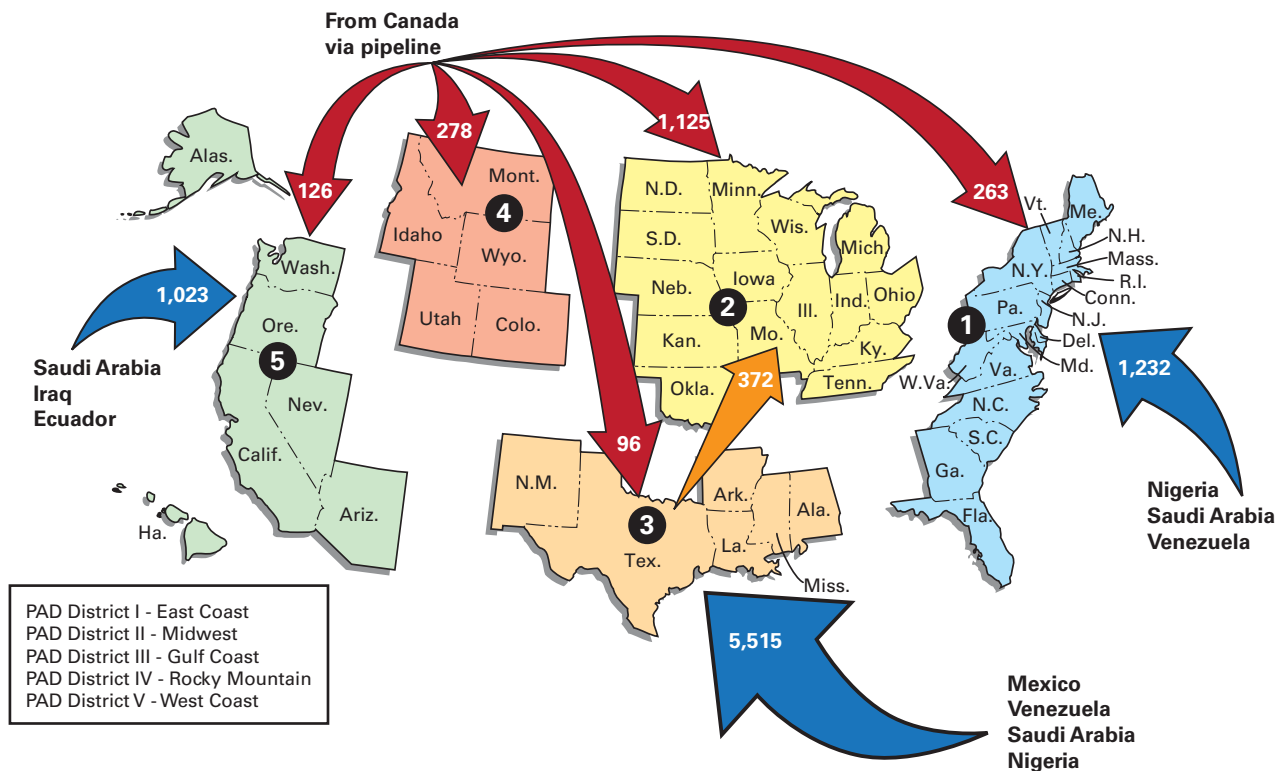 From Canada
via pipeline
1,125
278
126
263
Alas.
Mont.
4
Idaho
Wyo.
Utah
Colo.
N.D.
Minn.
S.D.
Wis.
Mich
Neb.
Iowa
2
Ill.
Ind.
Ohio
Kan.
Mo.
Ky.
Okla.
Tenn.
372
Vt.
Me.
N.H.
Mass.
R.I.
Conn.
N.Y.
N.J.
Pa.
1
Del.
Md.
W.Va.
Va.
N.C.
S.C.
Ga.
Fla.
1,232
Nigeria
Saudi Arabia
Venezuela
1,023
Saudi Arabia
Iraq
Ecuador
Wash.
Ore.
5
Nev.
Calif.
Ariz.
Ha.
96
N.M.
3
Tex.
Ark.
La.
Ala.
Miss.
5,515
Mexico
Venezuela
Saudi Arabia
Nigeria
PAD District I - East Coast
PAD District II - Midwest
PAD District III - Gulf Coast
PAD District IV - Rocky Mountain
PAD District V - West Coast